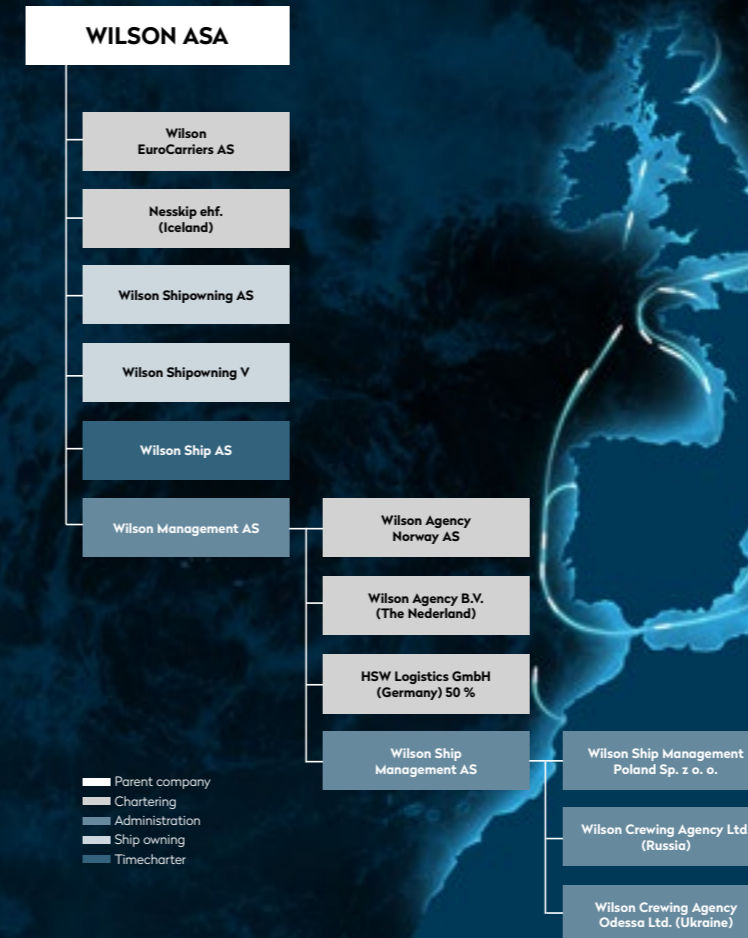 WILSON ASA
Wilson
EuroCarriers AS
Nesskip ehf.
(Iceland)
Wilson Shipowning AS
Wilson Shipowning V
Wilson Ship AS
Wilson Management AS
Wilson Agency
Norway AS
Wilson Agency B.V.
(The Nederland)
HSW Logistics GmbH
(Germany) 50 %
Wilson Ship
Management AS
Wilson Ship Management
Poland Sp. z o. o.
Wilson Crewing Agency Ltd.
(Russia)
Wilson Crewing Agency
Odessa Ltd. (Ukraine)
Parent company
Chartering
Administration
Ship owning
Timecharter